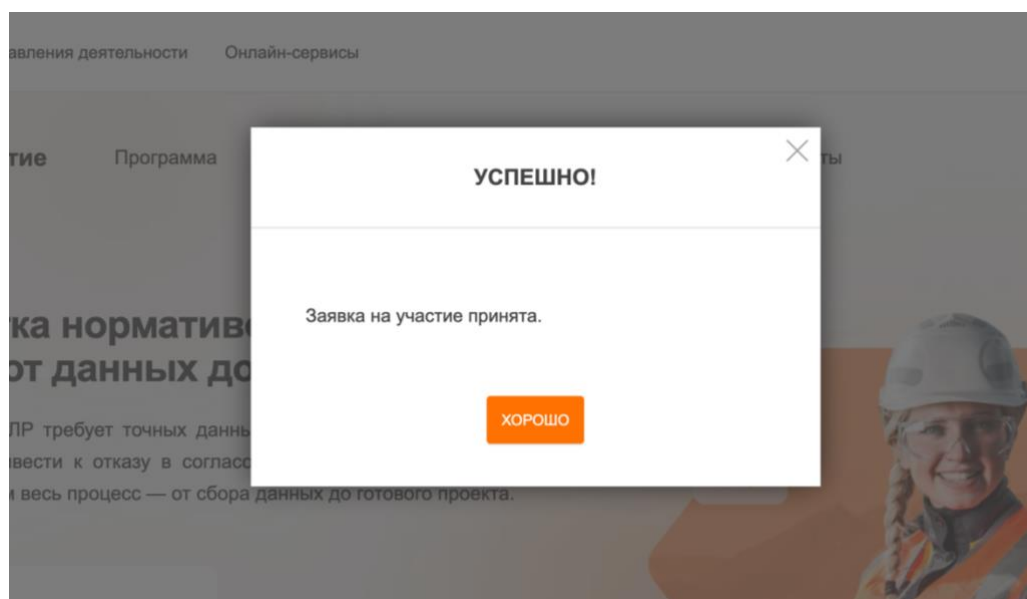 авления деятельности Онлайн-сервисы
тие Программа ты
УСПЕШНО!
Заявка на участие принята.
ХОРОШО
ка нормативо
от данных до
ЛР требует точных данны
ивести к отказу в согласо
весь процесс — от сбора данных до готового проекта.